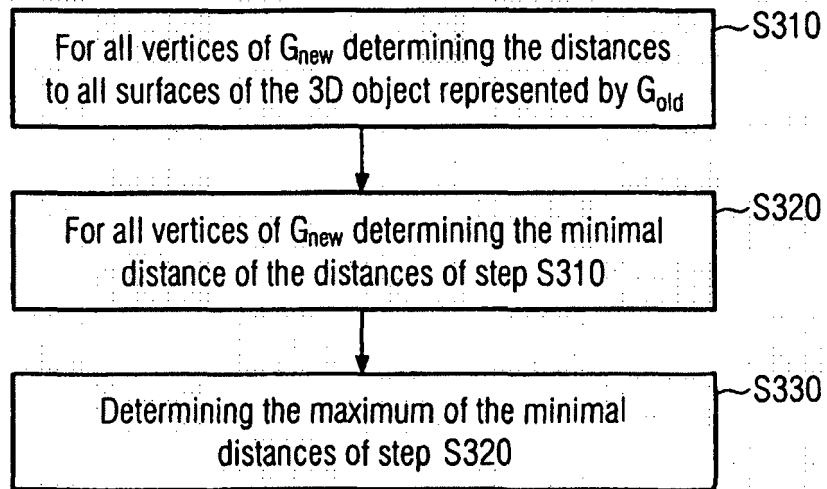 For all vertices of Gnew determining the distances
to all surfaces of the 3D object represented by Gold
S310
For all vertices of Gnew determining the minimal
distance of the distances of step S310
S320
Determining the maximum of the minimal
distances of step S320
S330